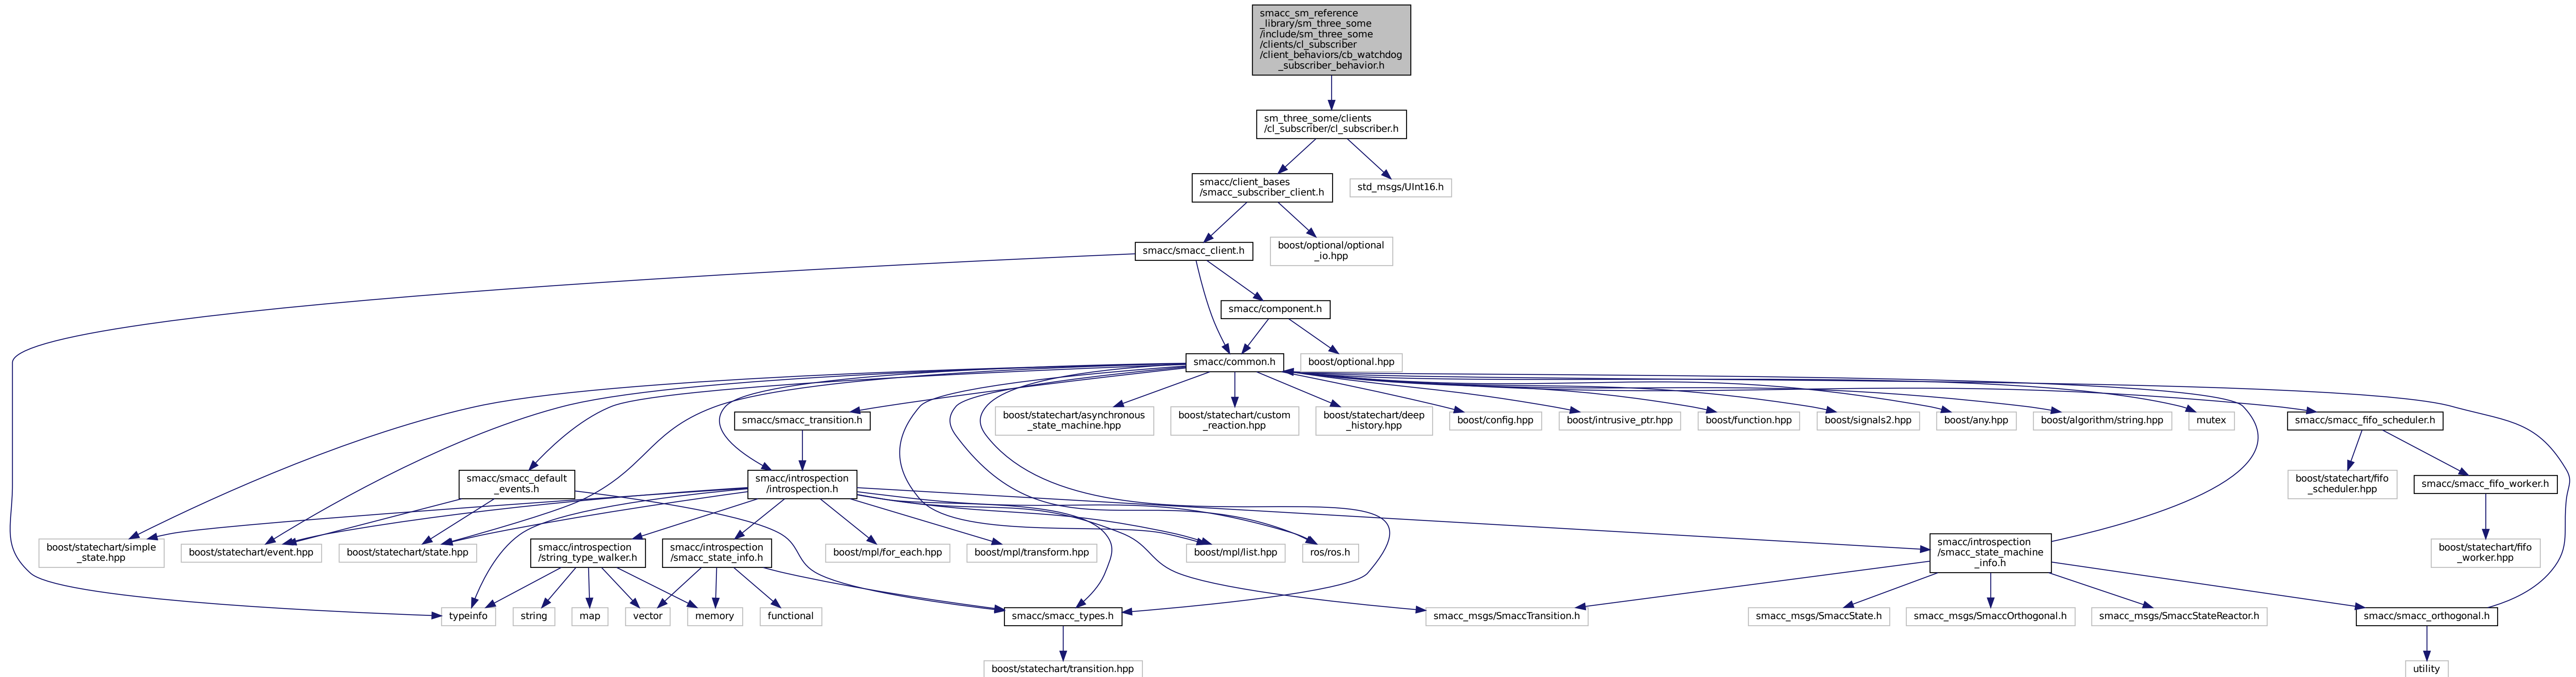 smacc_sm_reference
_library/sm_three_some
/include/sm_three_some
/clients/cl_subscriber
/client_behaviors/cb_watchdog
_subscriber_behavior.h
sm_three_some/clients
/cl_subscriber/cl_subscriber.h
smacc/client_bases
/smacc_subscriber_client.h
std_msgs/UInt16.h
smacc/smacc_client.h
boost/optional/optional
_io.hpp
smacc/component.h
smacc/common.h
boost/optional.hpp
smacc/smacc_transition.h
boost/statechart/asynchronous
_state_machine.hpp
boost/statechart/custom
_reaction.hpp
boost/statechart/deep
_history.hpp
boost/config.hpp
boost/intrusive_ptr.hpp
boost/function.hpp
boost/signals2.hpp
boost/any.hpp
boost/algorithm/string.hpp
mutex
smacc/smacc_fifo_scheduler.h
smacc/smacc_default
_events.h
smacc/introspection
/introspection.h
boost/statechart/fifo
_scheduler.hpp
smacc/smacc_fifo_worker.h
boost/statechart/simple
_state.hpp
boost/statechart/event.hpp
boost/statechart/state.hpp
smacc/introspection
/string_type_walker.h
smacc/introspection
/smacc_state_info.h
boost/mpl/for_each.hpp
boost/mpl/transform.hpp
boost/mpl/list.hpp
ros/ros.h
smacc/introspection
/smacc_state_machine
_info.h
boost/statechart/fifo
_worker.hpp
typeinfo
string
map
vector
memory
functional
smacc/smacc_types.h
smacc_msgs/SmaccTransition.h
smacc_msgs/SmaccState.h
smacc_msgs/SmaccOrthogonal.h
smacc_msgs/SmaccStateReactor.h
smacc/smacc_orthogonal.h
boost/statechart/transition.hpp
utility